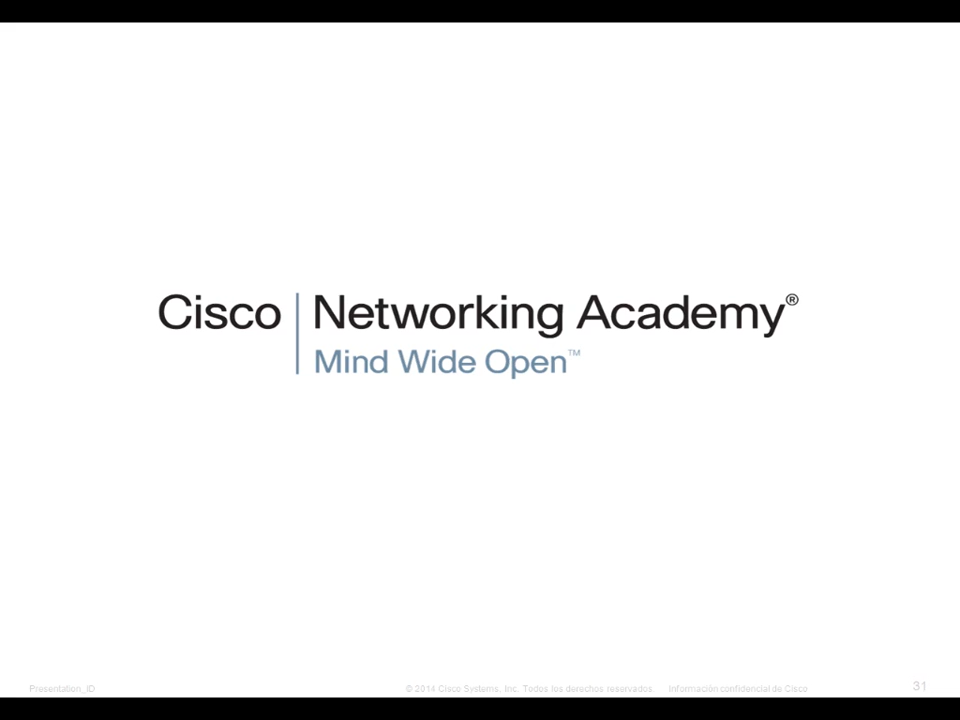 Cisco | Networking Academy®
Mind Wide Open™
Presentation_ID © 2014 Cisco Systems, Inc. Todos los derechos reservados. Información confidencial de Cisco 31